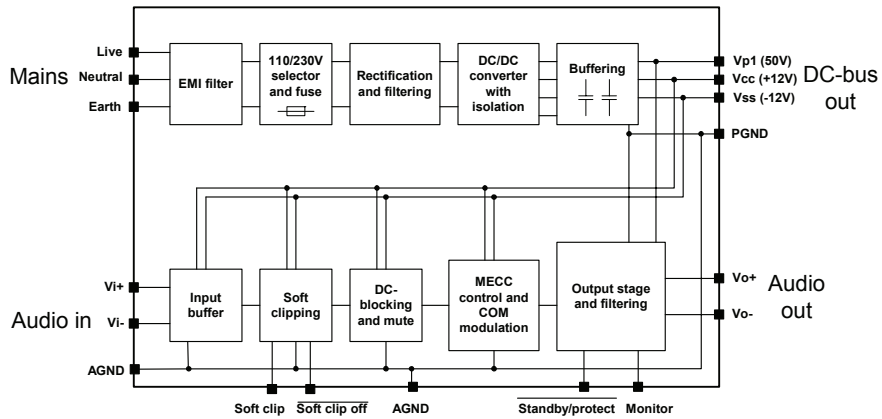 Mains
Live
Neutral
Earth
EMI filter
110/230V
selector
and fuse
Rectification
and filtering
DC/DC
converter
with
isolation
Buffering
Vp1 (50V)
Vcc (+12V)
Vss (-12V)
PGND
DC-bus
out
Audio in
Vi+
Vi-
AGND
Input
buffer
Soft
clipping
DC-
blocking
and mute
MECC
control and
COM
modulation
Output stage
and filtering
Vo+
Vo-
Audio
out
Soft clip
Soft clip off
AGND
Standby/protect
Monitor